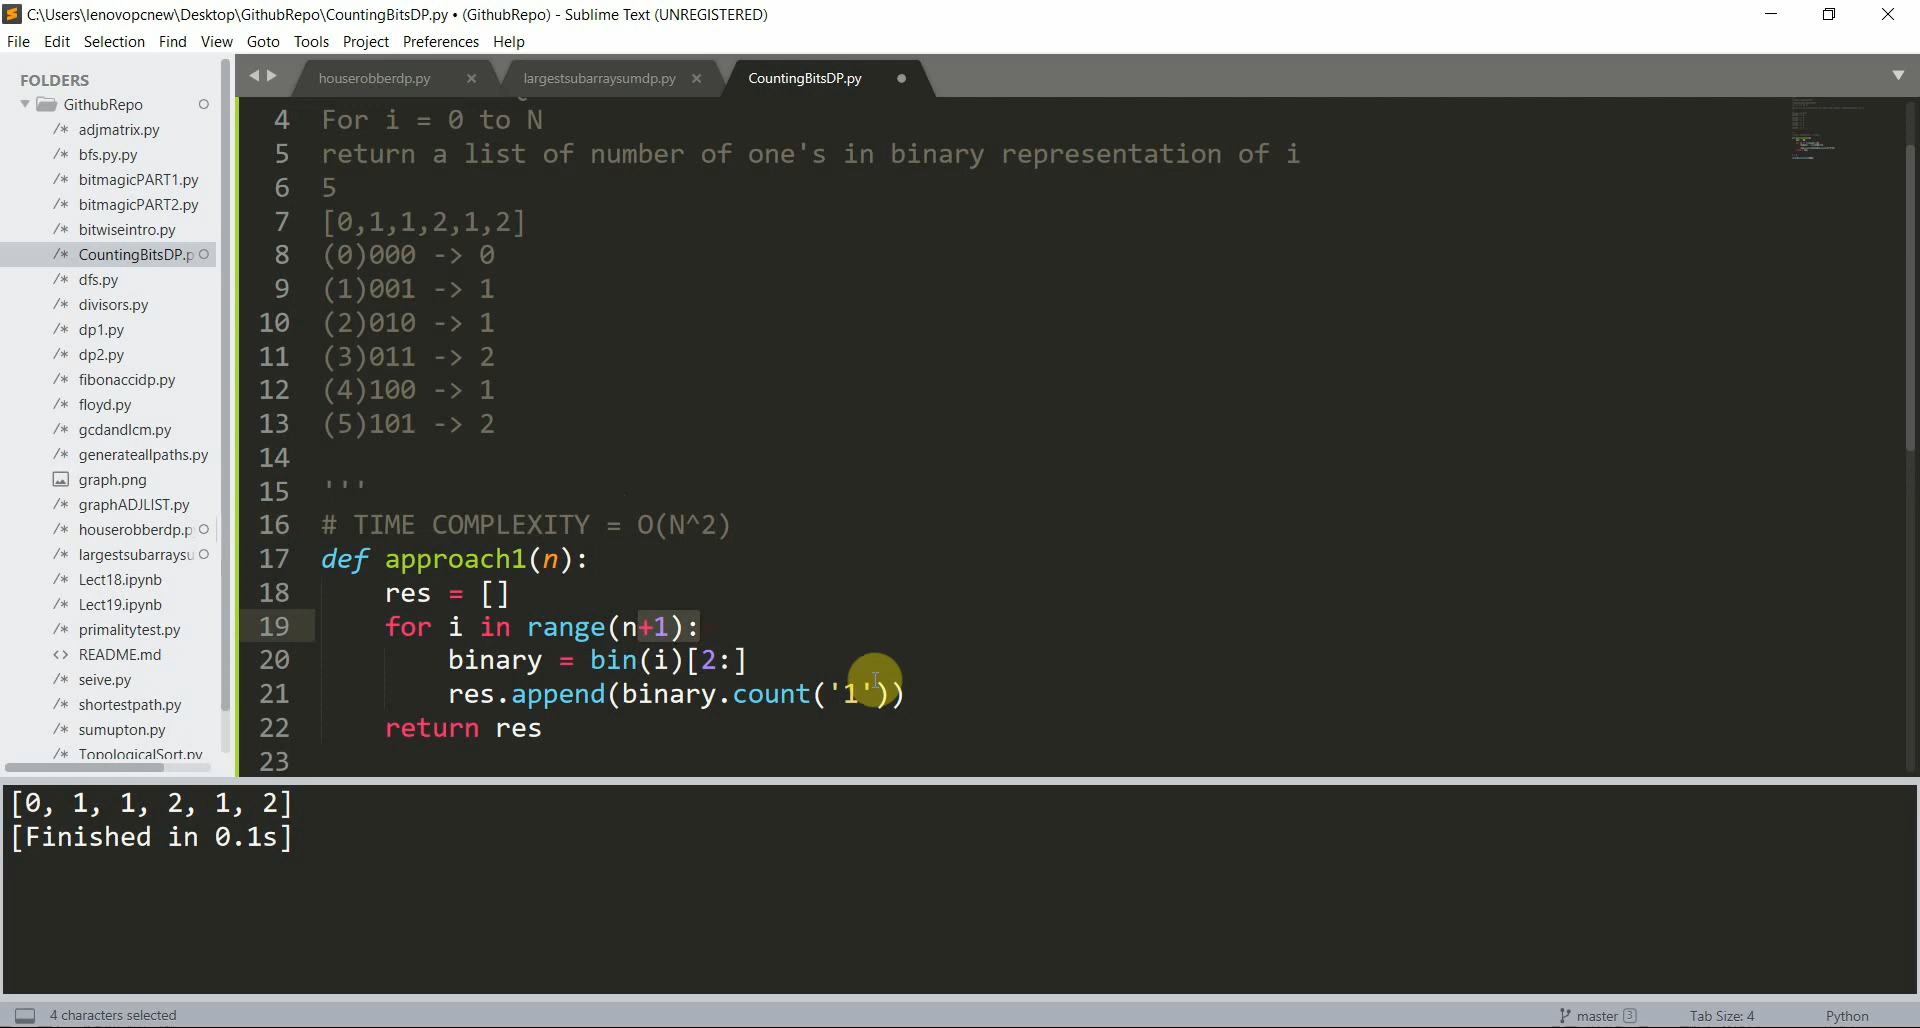 C:\Users\lenovopcnew\Desktop\GithubRepo\CountingBitsDP.py • (GithubRepo) - Sublime Text (UNREGISTERED)
File Edit Selection Find View Goto Tools Project Preferences Help
FOLDERS
GithubRepo
adjmatrix.py
bfs.py.py
bitmagicPART1.py
bitmagicPART2.py
bitwiseintro.py
CountingBitsDP.p
dfs.py
divisors.py
dp1.py
dp2.py
fibonaccidp.py
floyd.py
gcdandlcm.py
generateallpaths.py
graph.png
graphADJLIST.py
houserobberdp.p
largestsubarraysu
Lect18.ipynb
Lect19.ipynb
primalitytest.py
README.md
seive.py
shortestpath.py
sumupton.py
TopologicalSort.py
houserobberdp.py largestsubarraysumdp.py CountingBitsDP.py
4 For i = 0 to N
5 return a list of number of one's in binary representation of i
6 5
7 [0,1,1,2,1,2]
8 (0)000 -> 0
9 (1)001 -> 1
10 (2)010 -> 1
11 (3)011 -> 2
12 (4)100 -> 1
13 (5)101 -> 2
14
15 '''
16 # TIME COMPLEXITY = O(N^2)
17 def approach1(n):
18 res = []
19 for i in range(n+1):
20 binary = bin(i)[2:]
21 res.append(binary.count('1'))
22 return res
23
[0, 1, 1, 2, 1, 2]
[Finished in 0.1s]
4 characters selected master 3 Tab Size: 4 Python